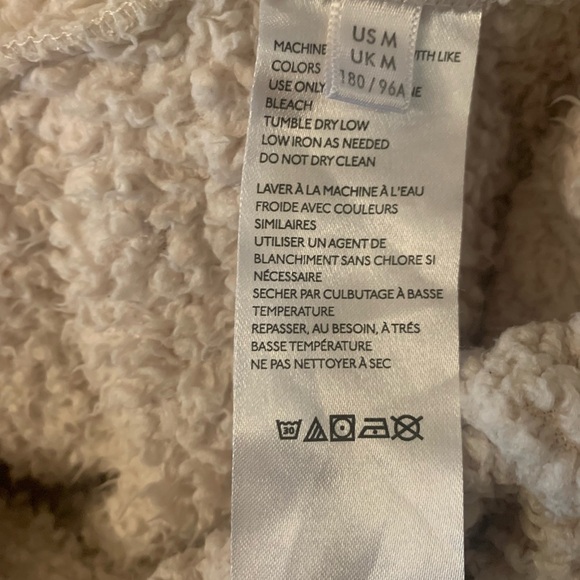 US M
UK M
180 / 96A
MACHINE WITH LIKE
COLORS
USE ONLY
BLEACH
TUMBLE DRY LOW
LOW IRON AS NEEDED
DO NOT DRY CLEAN
LAVER À LA MACHINE À L'EAU
FROIDE AVEC COULEURS
SIMILAIRES
UTILISER UN AGENT DE
BLANCHIMENT SANS CHLORE SI
NÉCESSAIRE
SECHER PAR CULBUTAGE À BASSE
TEMPERATURE
REPASSER, AU BESOIN, À TRÉS
BASSE TEMPÉRATURE
NE PAS NETTOYER À SEC
30